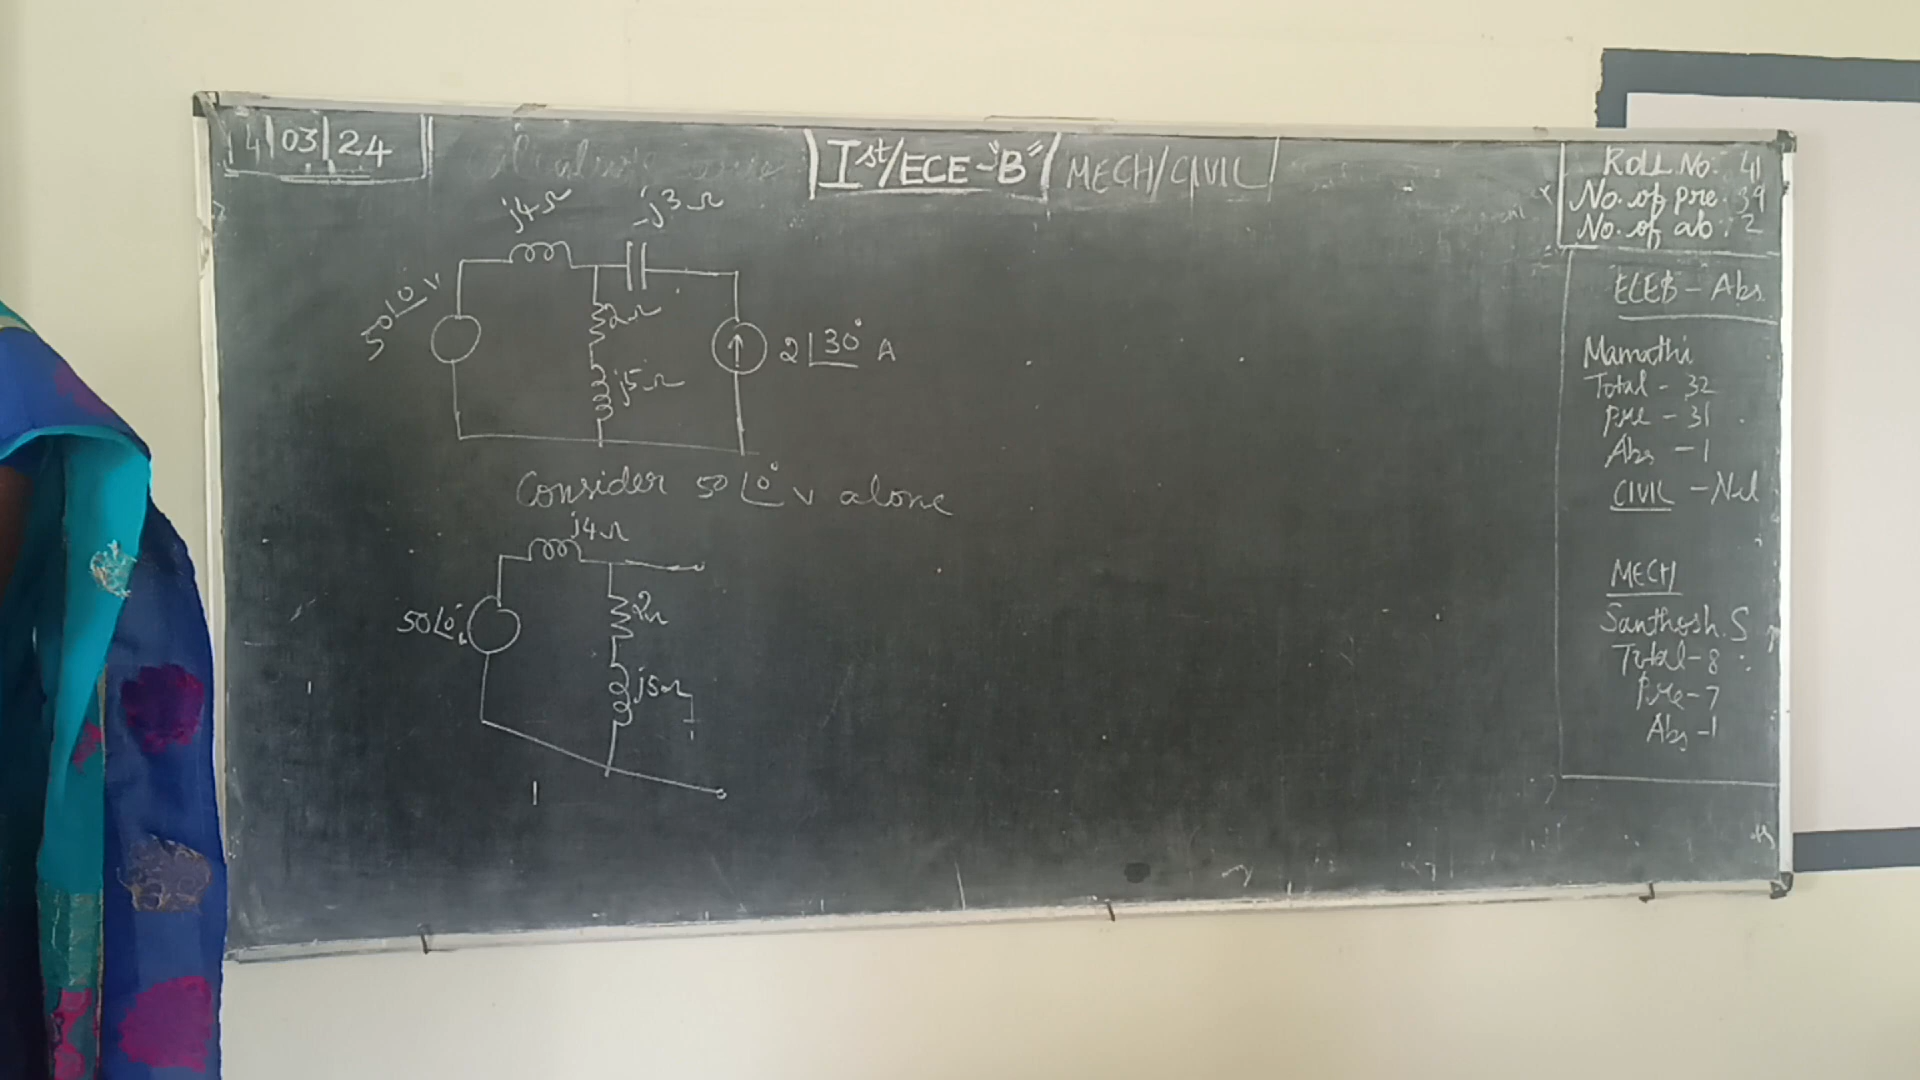 14/03/24
Ist/ECE-"B" / MECH/CIVIL
j4Ω
-j3Ω
50∠0° V
2Ω
j5Ω
2∠30° A
Consider 50∠0° V alone
j4Ω
50∠0°
2Ω
j5Ω
ROLL.No: 41
No. of pre: 39
No. of ab: 2
ECEB - Abs
Mamathi
Total - 32
Pre - 31
Abs - 1
CIVIL - Nil
MECH
Santhosh. S
Total - 8
Pre - 7
Abs - 1